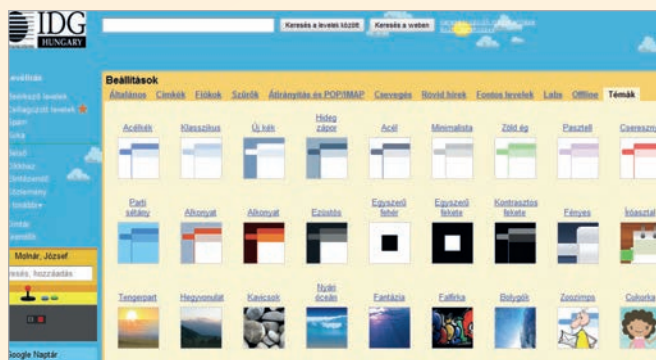 IDG
HUNGARY
Keresés a levelek között
Keresés a weben
Beállítások
Általános Címkék Fiókok Szűrők Átirányítás és POP/IMAP Csevegés Rövid hírek Fontos levelek Labs Offline Témák
Acélkék Klasszikus Új kék Hideg zápor Acél Minimalista Zöld ég Pasztell
Parti sétány Alkonyat Alkonyat Ezüstös Egyszerű fehér Egyszerű fekete Kontrasztos fekete Fényes Íróasztal
Molnár, József
hozzáadás
Tengerpart Hegyvonulat Kavicsok Nyári óceán Fantázia Falfirka Bolygók Zoozimps Cukorka
Google Naptár